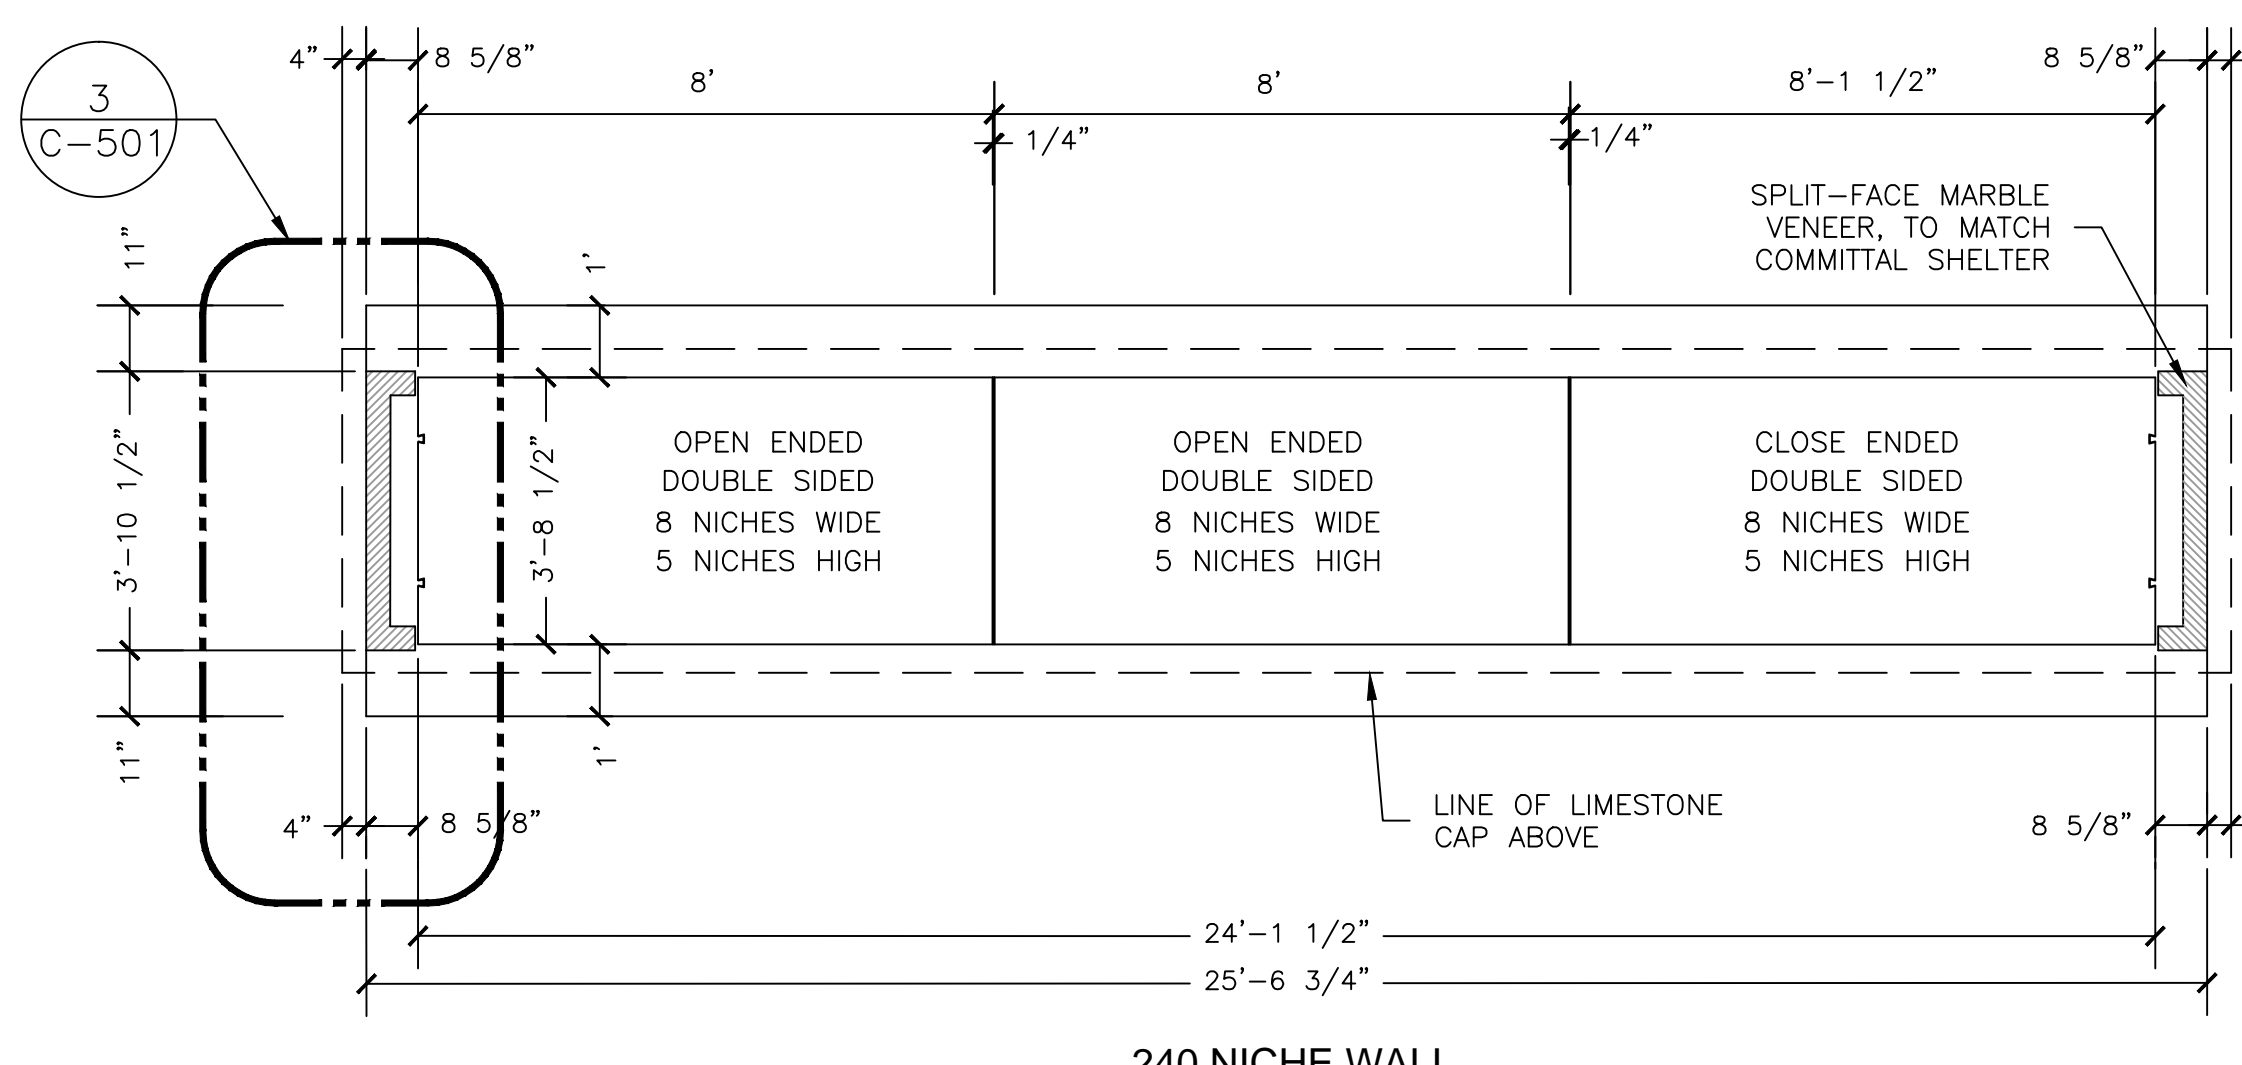 4" 8 5/8" 8 5/8"
8' 8' 8'-1 1/2"
3
C-501
1/4" 1/4"
SPLIT-FACE MARBLE
VENEER, TO MATCH
COMMITTAL SHELTER
11"
1'
3'-10 1/2"
3'-8 1/2"
OPEN ENDED
DOUBLE SIDED
8 NICHES WIDE
5 NICHES HIGH
OPEN ENDED
DOUBLE SIDED
8 NICHES WIDE
5 NICHES HIGH
CLOSE ENDED
DOUBLE SIDED
8 NICHES WIDE
5 NICHES HIGH
11"
1'
LINE OF LIMESTONE
CAP ABOVE
4" 8 5/8" 8 5/8"
24'-1 1/2"
25'-6 3/4"
240 NICHE WALL